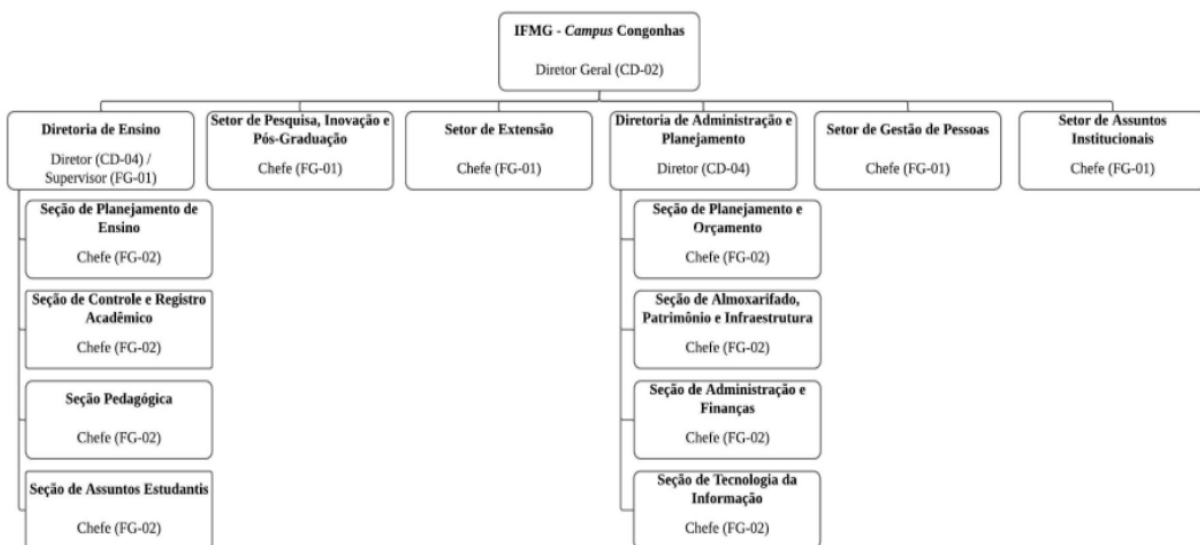 IFMG - Campus Congonhas
Diretor Geral (CD-02)
Diretoria de Ensino
Diretor (CD-04) /
Supervisor (FG-01)
Setor de Pesquisa, Inovação e
Pós-Graduação
Chefe (FG-01)
Setor de Extensão
Chefe (FG-01)
Diretoria de Administração e
Planejamento
Diretor (CD-04)
Setor de Gestão de Pessoas
Chefe (FG-01)
Setor de Assuntos
Institucionais
Chefe (FG-01)
Seção de Planejamento de
Ensino
Chefe (FG-02)
Seção de Controle e Registro
Acadêmico
Chefe (FG-02)
Seção Pedagógica
Chefe (FG-02)
Seção de Assuntos Estudantis
Chefe (FG-02)
Seção de Planejamento e
Orçamento
Chefe (FG-02)
Seção de Almoxarifado,
Patrimônio e Infraestrutura
Chefe (FG-02)
Seção de Administração e
Finanças
Chefe (FG-02)
Seção de Tecnologia da
Informação
Chefe (FG-02)